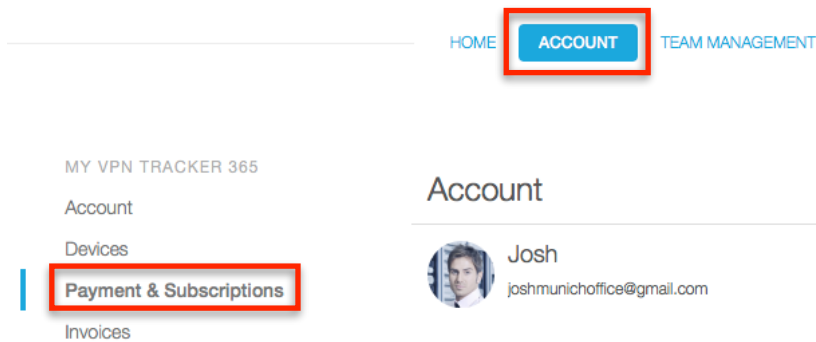 HOME ACCOUNT TEAM MANAGEMENT
MY VPN TRACKER 365
Account
Devices
Payment & Subscriptions
Invoices
Account
Josh
joshmunichoffice@gmail.com